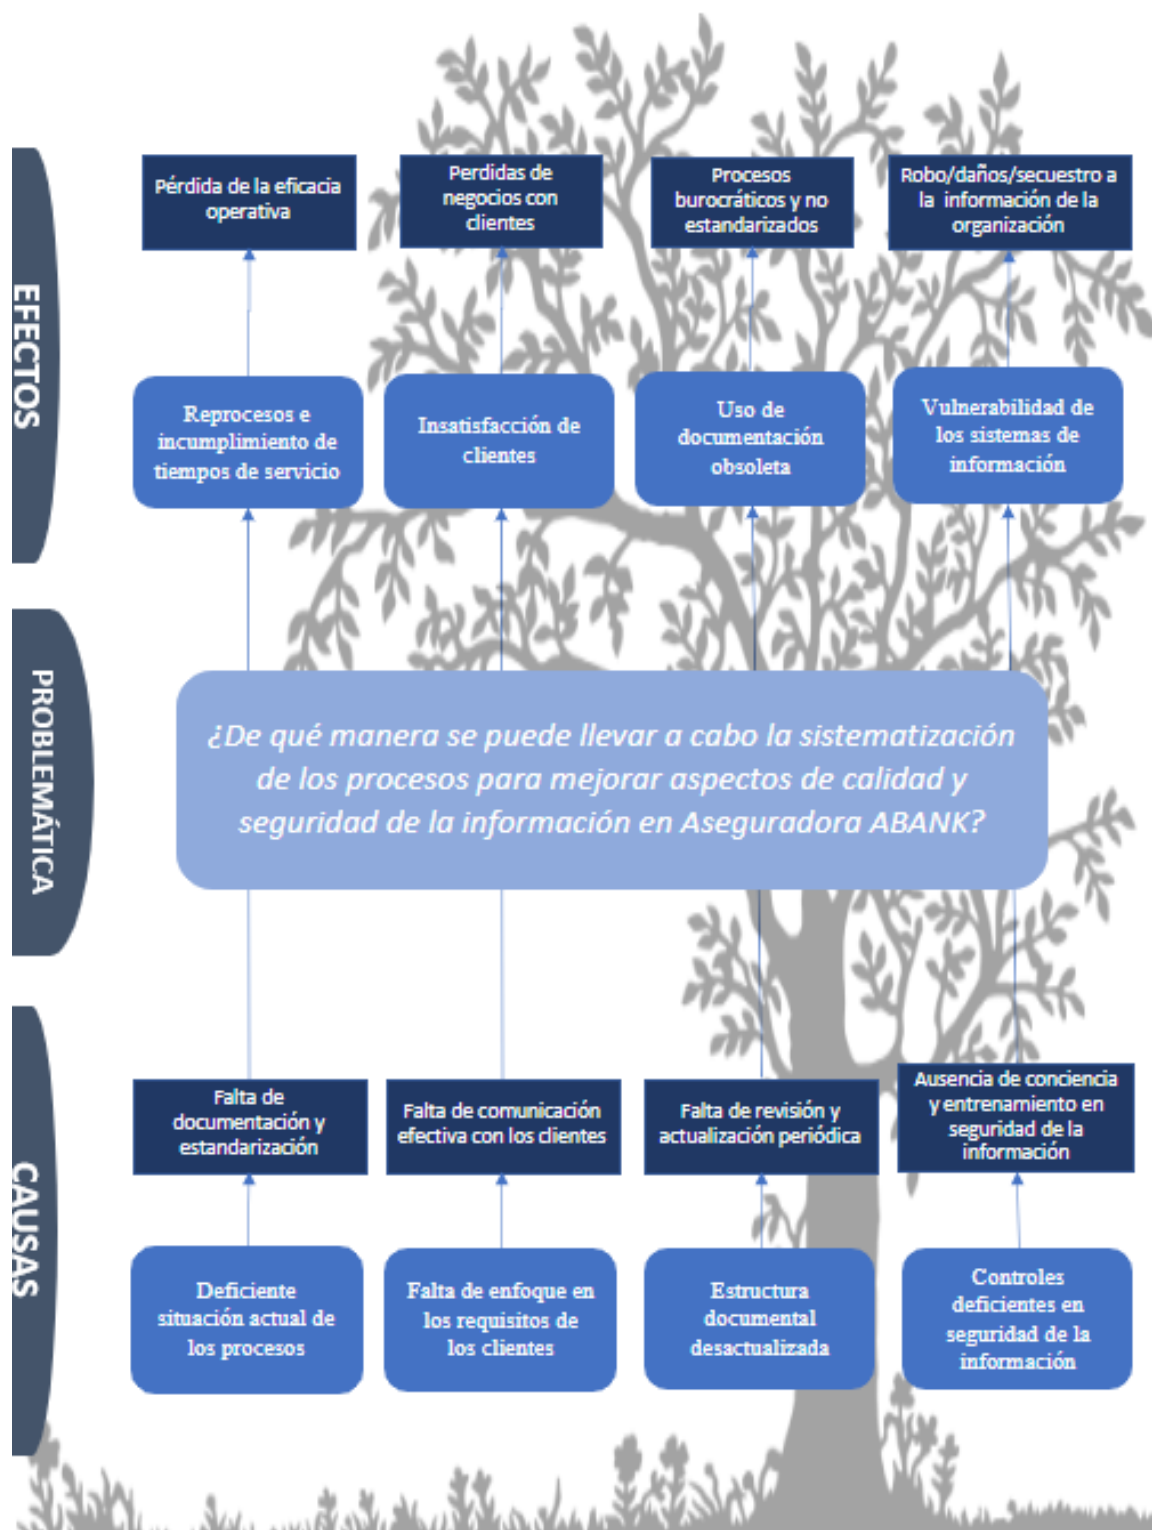 EFECTOS
Pérdida de la eficacia
operativa
Perdidas de
negocios con
clientes
Procesos
burocráticos y no
estandarizados
Robo/daños/secuestro a
la información de la
organización
Reprocesos e
incumplimiento de
tiempos de servicio
Insatisfacción de
clientes
Uso de
documentación
obsoleta
Vulnerabilidad de
los sistemas de
información
PROBLEMÁTICA
¿De qué manera se puede llevar a cabo la sistematización
de los procesos para mejorar aspectos de calidad y
seguridad de la información en Aseguradora ABANK?
CAUSAS
Falta de
documentación y
estandarización
Falta de comunicación
efectiva con los clientes
Falta de revisión y
actualización periódica
Ausencia de conciencia
y entrenamiento en
seguridad de la
información
Deficiente
situación actual de
los procesos
Falta de enfoque en
los requisitos de
los clientes
Estructura
documental
desactualizada
Controles
deficientes en
seguridad de la
información